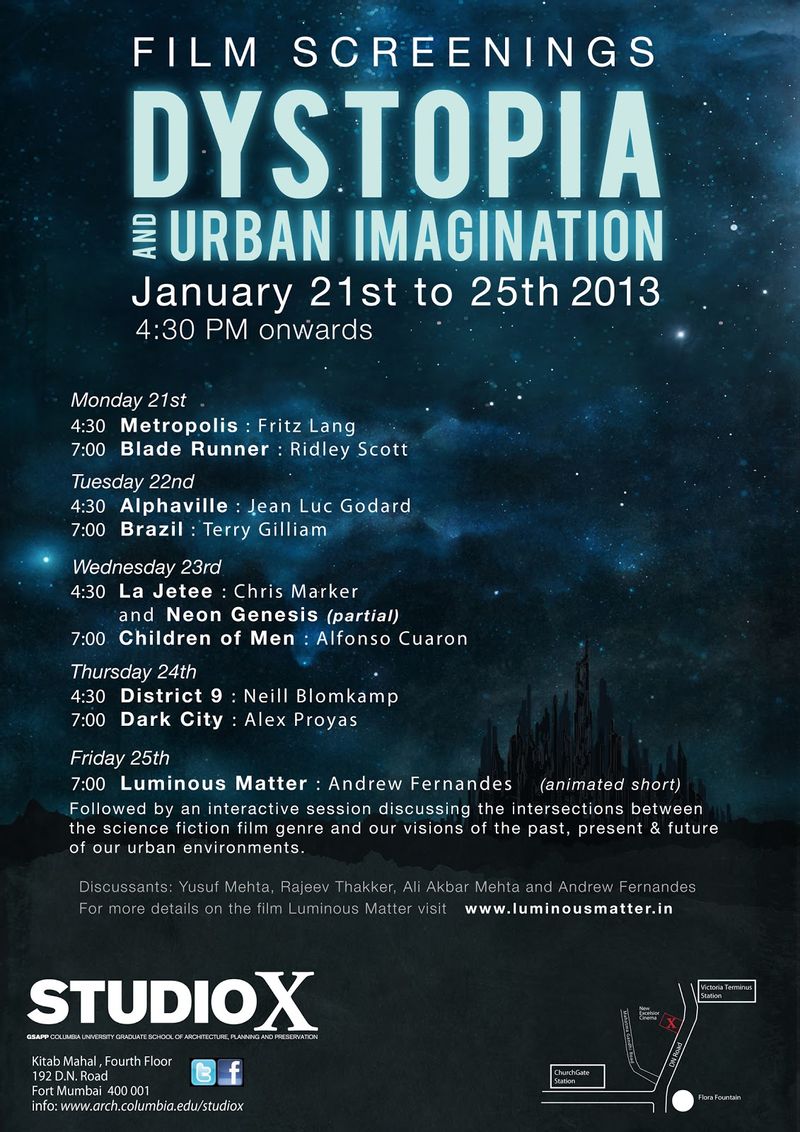 FILM SCREENINGS
DYSTOPIA
AND URBAN IMAGINATION
January 21st to 25th 2013
4:30 PM onwards
Monday 21st
4:30 Metropolis : Fritz Lang
7:00 Blade Runner : Ridley Scott
Tuesday 22nd
4:30 Alphaville : Jean Luc Godard
7:00 Brazil : Terry Gilliam
Wednesday 23rd
4:30 La Jetee : Chris Marker
and Neon Genesis (partial)
7:00 Children of Men : Alfonso Cuaron
Thursday 24th
4:30 District 9 : Neill Blomkamp
7:00 Dark City : Alex Proyas
Friday 25th
7:00 Luminous Matter : Andrew Fernandes (animated short)
Followed by an interactive session discussing the intersections between
the science fiction film genre and our visions of the past, present & future
of our urban environments.
Discussants: Yusuf Mehta, Rajeev Thakker, Ali Akbar Mehta and Andrew Fernandes
For more details on the film Luminous Matter visit www.luminousmatter.in
STUDIOX
GSAPP COLUMBIA UNIVERSITY GRADUATE SCHOOL OF ARCHITECTURE, PLANNING AND PRESERVATION
Kitab Mahal , Fourth Floor
192 D.N. Road
Fort Mumbai 400 001
info: www.arch.columbia.edu/studiox
Victoria Terminus
Station
New
Excelsior
Cinema
X
Mahatma Gandhi Road
DN Road
ChurchGate
Station
Flora Fountain